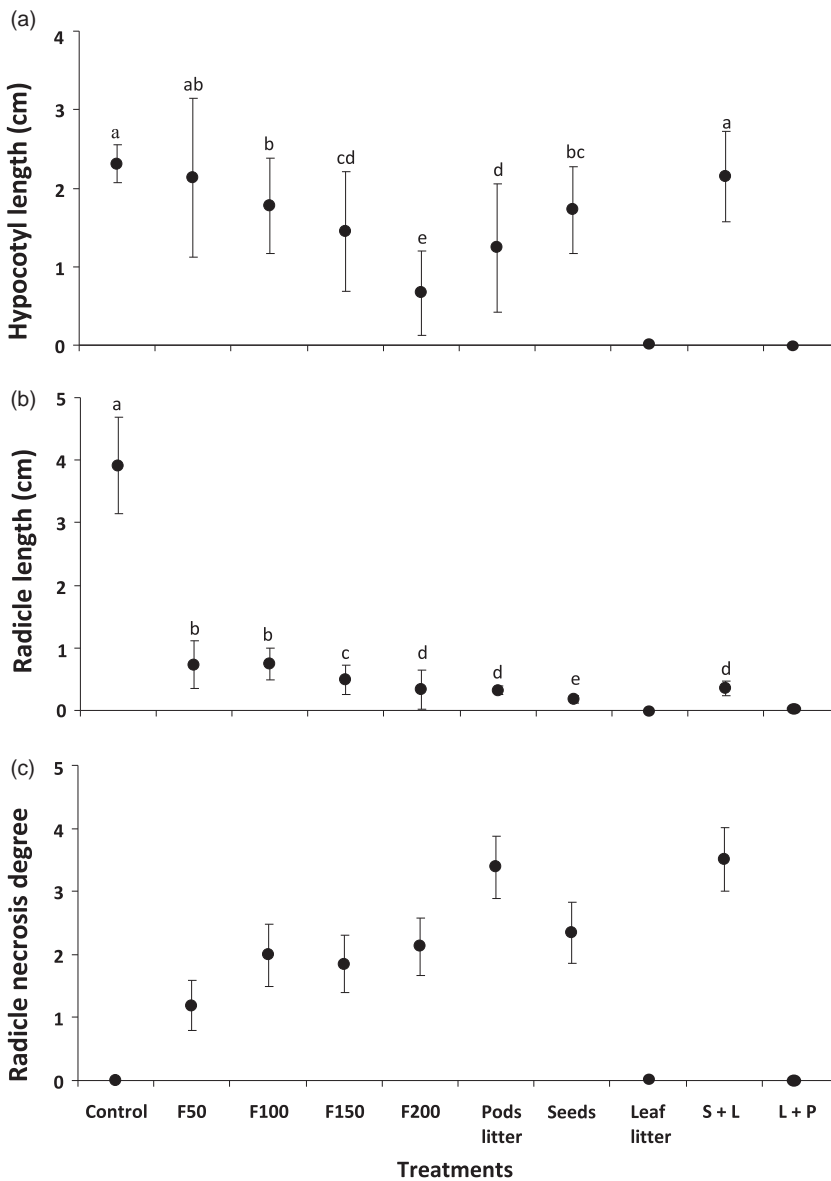 (a)
Hypocotyl length (cm)
4
3
2
1
0
a
ab
b
cd
e
d
bc
a
(b)
Radicle length (cm)
5
4
3
2
1
0
a
b
b
c
d
d
e
d
(c)
Radicle necrosis degree
5
4
3
2
1
0
Control
F50
F100
F150
F200
Pods
litter
Seeds
Leaf
litter
S + L
L + P
Treatments